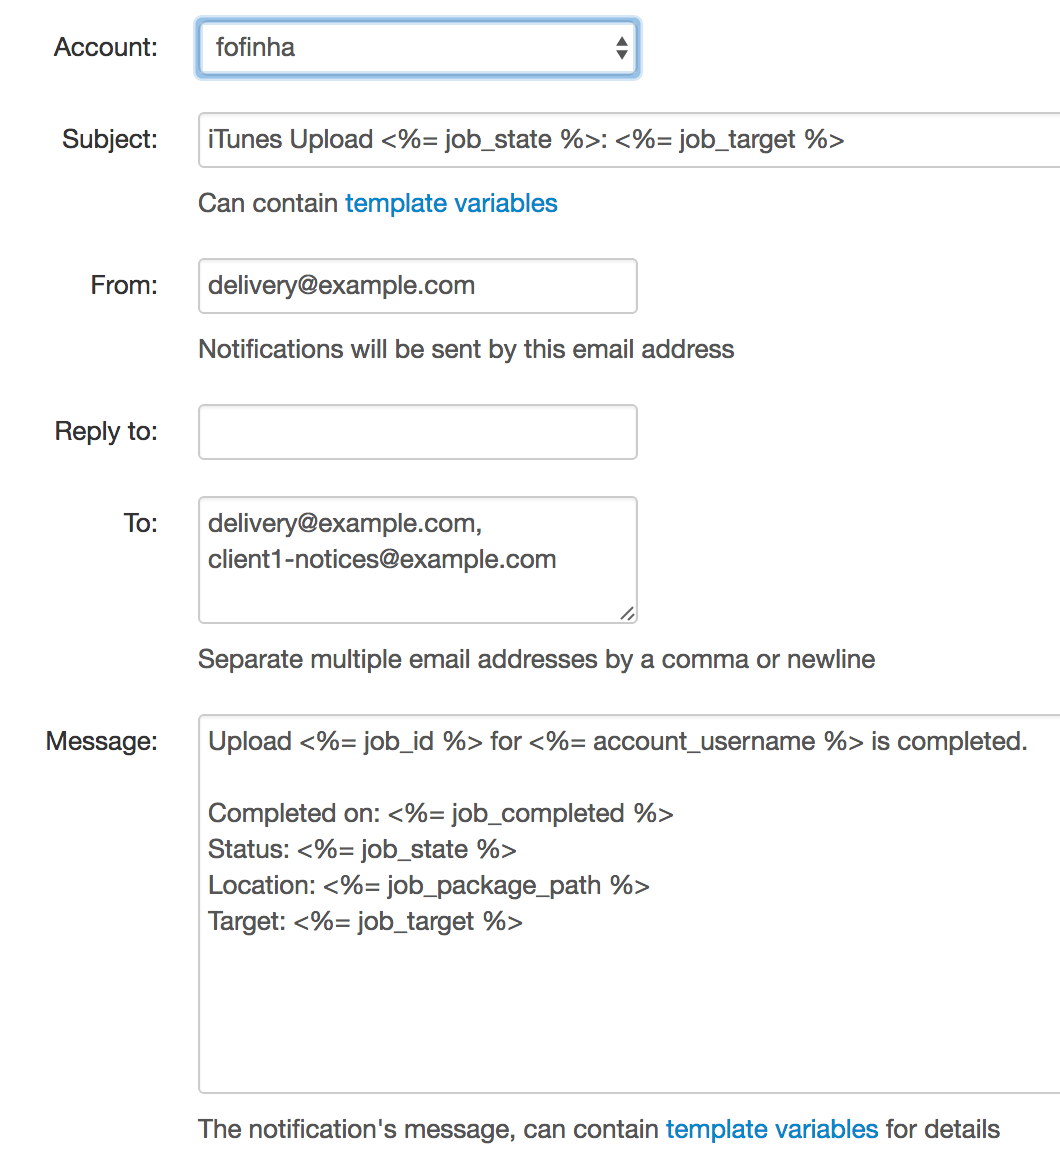 Account: fofinha
Subject: iTunes Upload <%= job_state %>: <%= job_target %>
Can contain template variables
From: delivery@example.com
Notifications will be sent by this email address
Reply to:
To: delivery@example.com,
client1-notices@example.com
Separate multiple email addresses by a comma or newline
Message: Upload <%= job_id %> for <%= account_username %> is completed.
Completed on: <%= job_completed %>
Status: <%= job_state %>
Location: <%= job_package_path %>
Target: <%= job_target %>
The notification's message, can contain template variables for details